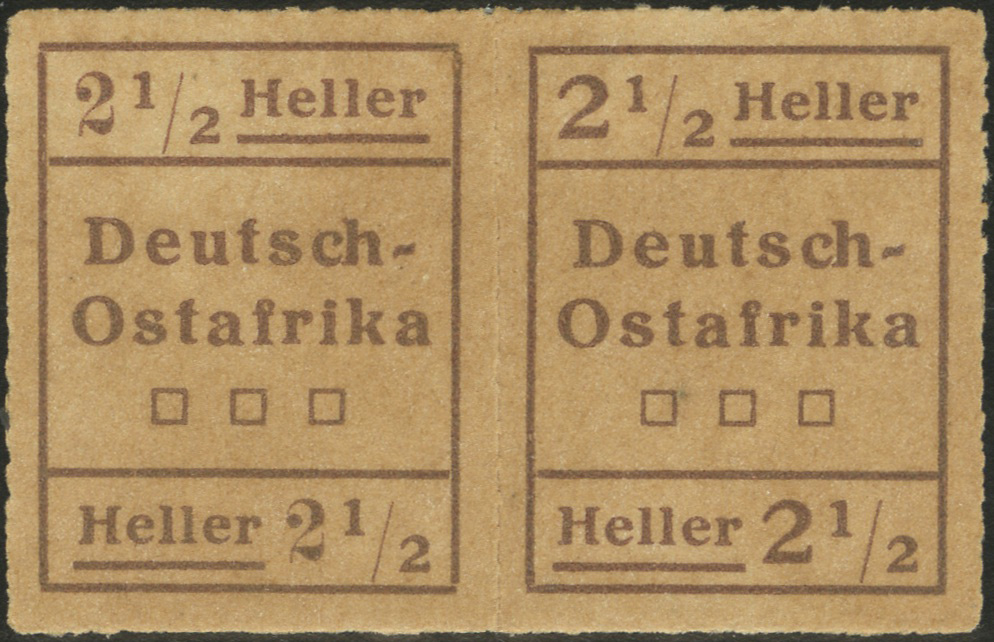 2 1/2 Heller
Deutsch-
Ostafrika
Heller 2 1/2
2 1/2 Heller
Deutsch-
Ostafrika
Heller 2 1/2